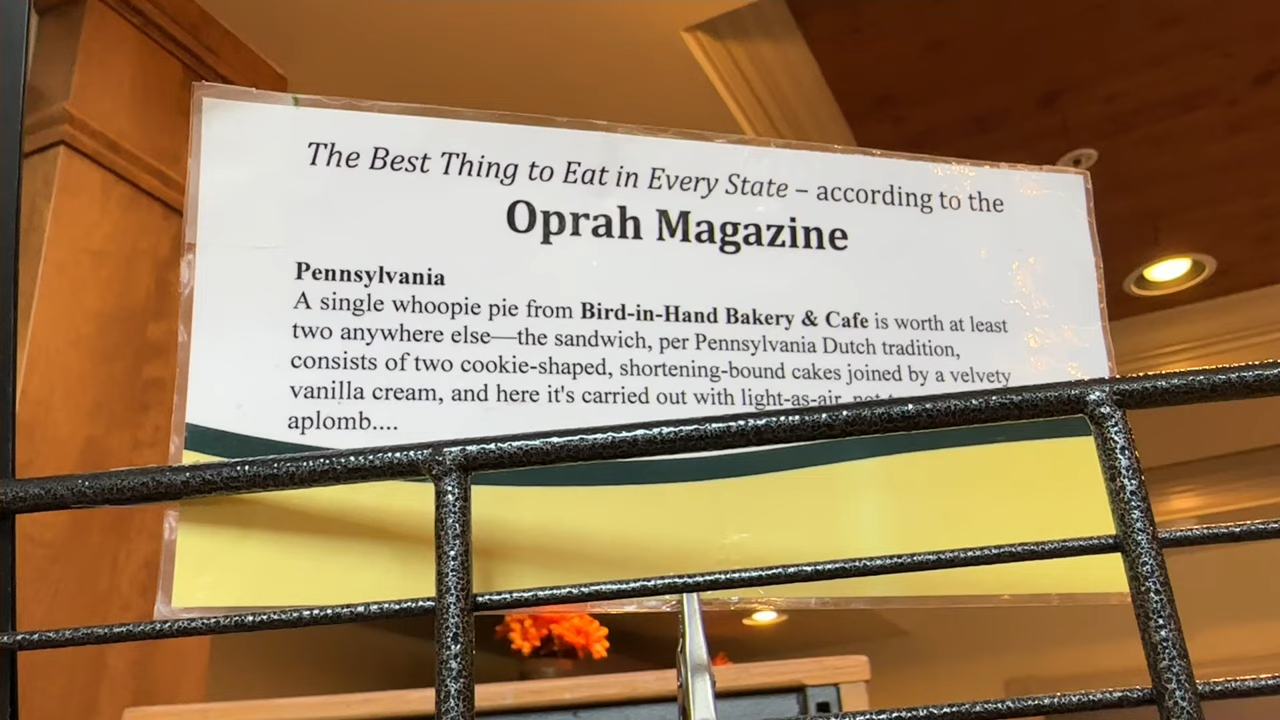 The Best Thing to Eat in Every State – according to the
Oprah Magazine
Pennsylvania
A single whoopie pie from Bird-in-Hand Bakery & Cafe is worth at least
two anywhere else—the sandwich, per Pennsylvania Dutch tradition,
consists of two cookie-shaped, shortening-bound cakes joined by a velvety
vanilla cream, and here it's carried out with light-as-air,
aplomb....